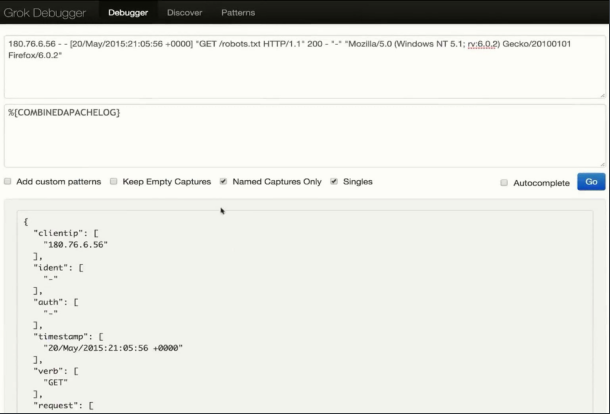 Grok Debugger Debugger Discover Patterns
180.76.6.56 - - [20/May/2015:21:05:56 +0000] "GET /robots.txt HTTP/1.1" 200 - "-" "Mozilla/5.0 (Windows NT 5.1; rv:6.0.2) Gecko/20100101
Firefox/6.0.2"
%{COMBINEDAPACHELOG}
Add custom patterns Keep Empty Captures Named Captures Only Singles Autocomplete Go
{
"clientip": [
"180.76.6.56"
],
"ident": [
"-"
],
"auth": [
"-"
],
"timestamp": [
"20/May/2015:21:05:56 +0000"
],
"verb": [
"GET"
],
"request": [